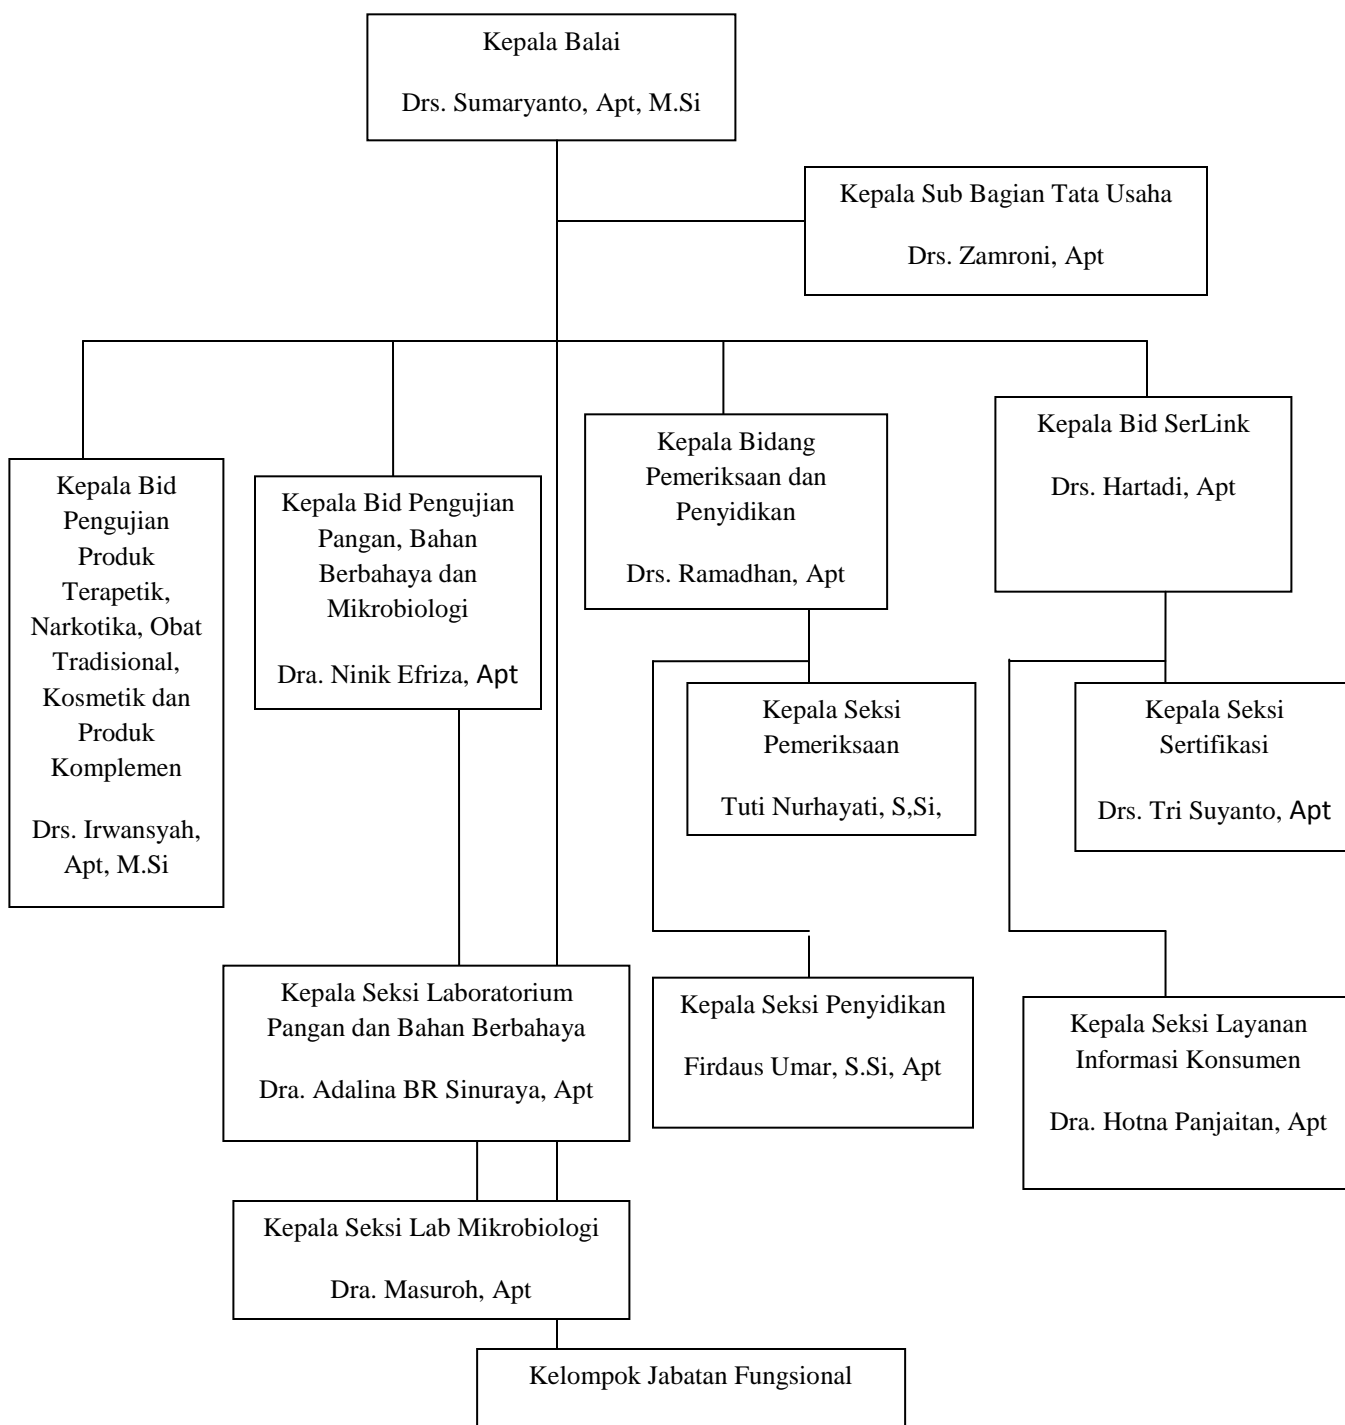 Kepala Balai
Drs. Sumaryanto, Apt, M.Si
Kepala Sub Bagian Tata Usaha
Drs. Zamroni, Apt
Kepala Bid
Pengujian
Produk
Terapetik,
Narkotika, Obat
Tradisional,
Kosmetik dan
Produk
Komplemen
Drs. Irwansyah,
Apt, M.Si
Kepala Bid Pengujian
Pangan, Bahan
Berbahaya dan
Mikrobiologi
Dra. Ninik Efriza, Apt
Kepala Bidang
Pemeriksaan dan
Penyidikan
Drs. Ramadhan, Apt
Kepala Bid SerLink
Drs. Hartadi, Apt
Kepala Seksi
Pemeriksaan
Tuti Nurhayati, S,Si,
Kepala Seksi
Sertifikasi
Drs. Tri Suyanto, Apt
Kepala Seksi Laboratorium
Pangan dan Bahan Berbahaya
Dra. Adalina BR Sinuraya, Apt
Kepala Seksi Penyidikan
Firdaus Umar, S.Si, Apt
Kepala Seksi Layanan
Informasi Konsumen
Dra. Hotna Panjaitan, Apt
Kepala Seksi Lab Mikrobiologi
Dra. Masuroh, Apt
Kelompok Jabatan Fungsional